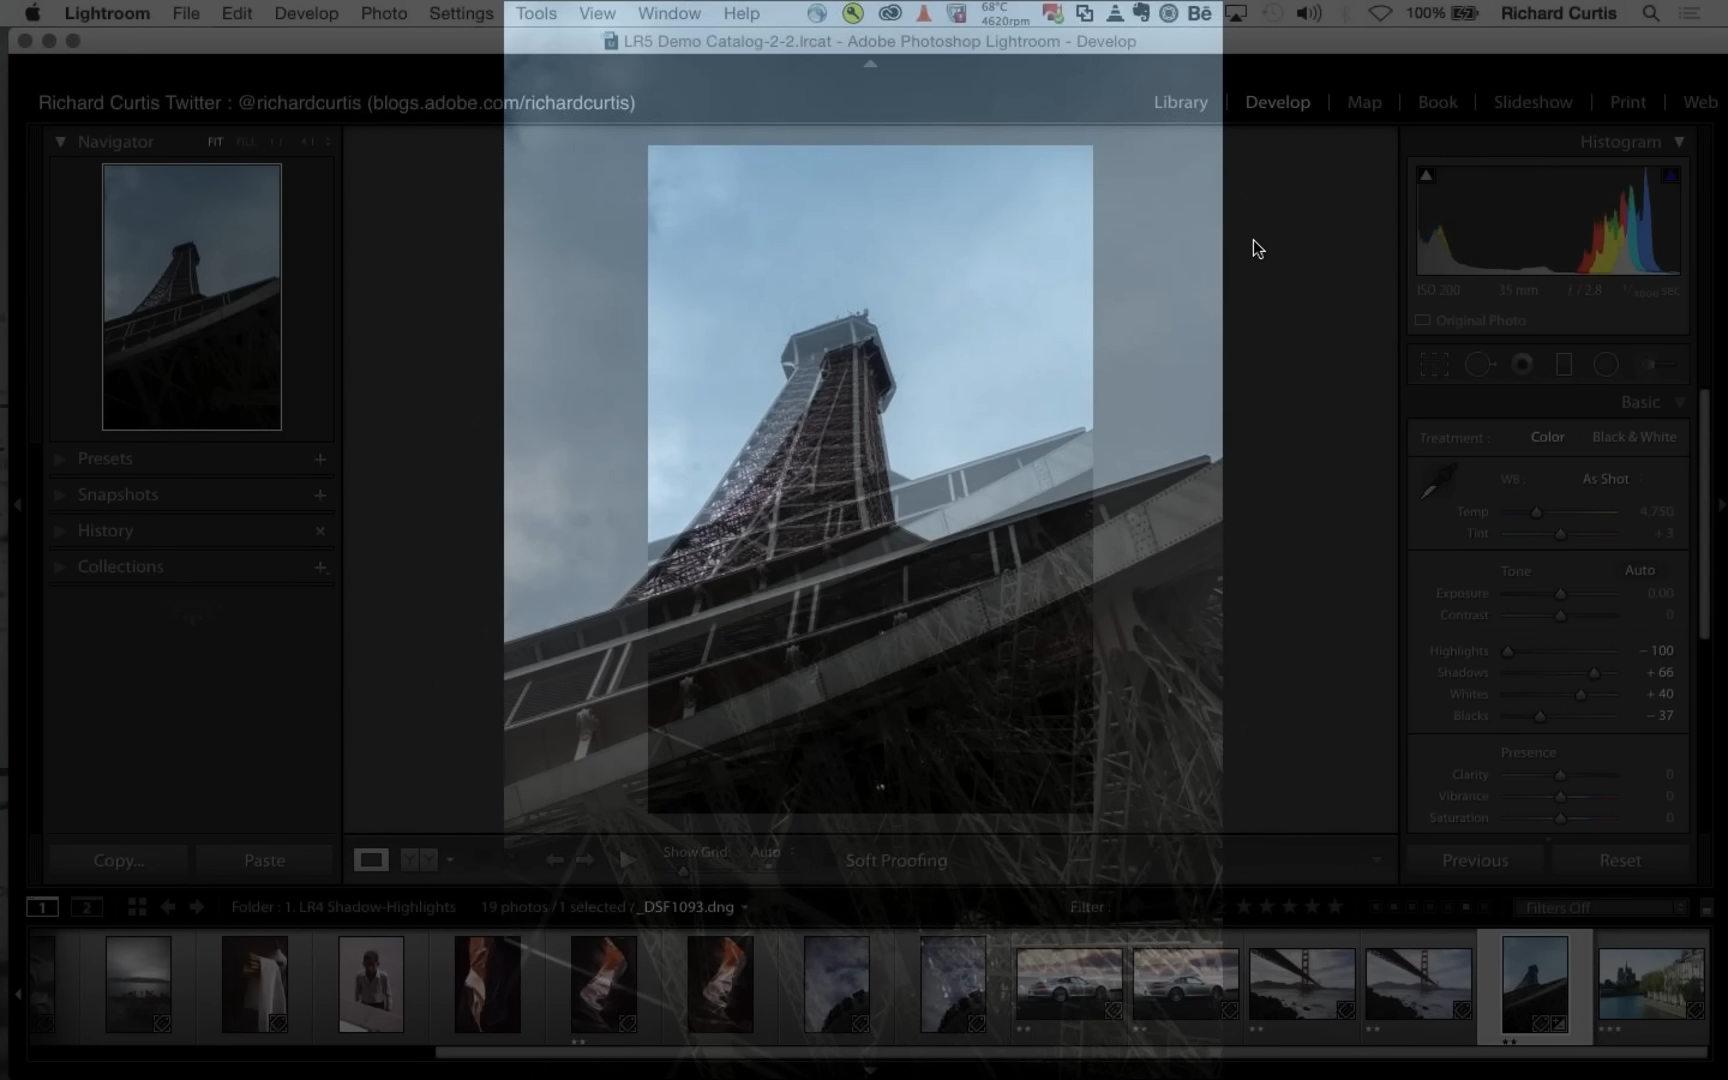 Lightroom File Edit Develop Photo Settings Tools View Window Help 68°C 4620rpm Bē 100% Richard Curtis
LR5 Demo Catalog-2-2.lrcat - Adobe Photoshop Lightroom - Develop
Richard Curtis Twitter : @richardcurtis (blogs.adobe.com/richardcurtis)
Library | Develop | Map | Book | Slideshow | Print | Web
Navigator FIT FILL
Histogram
ISO 200 35 mm f / 2.8 sec
Original Photo
Basic
Treatment : Color Black & White
WB : As Shot
Temp 4,750
Tint + 3
Tone Auto
Exposure 0.00
Contrast 0
Highlights − 100
Shadows + 66
Whites + 40
Blacks − 37
Presence
Clarity 0
Vibrance 0
Saturation 0
Presets
Snapshots
History
Collections
Copy... Paste
Show Grid: Auto Soft Proofing
Previous Reset
1 2 Folder : 1. LR4 Shadow-Highlights 19 photos / 1 selected / _DSF1093.dng
Filter : Filters Off